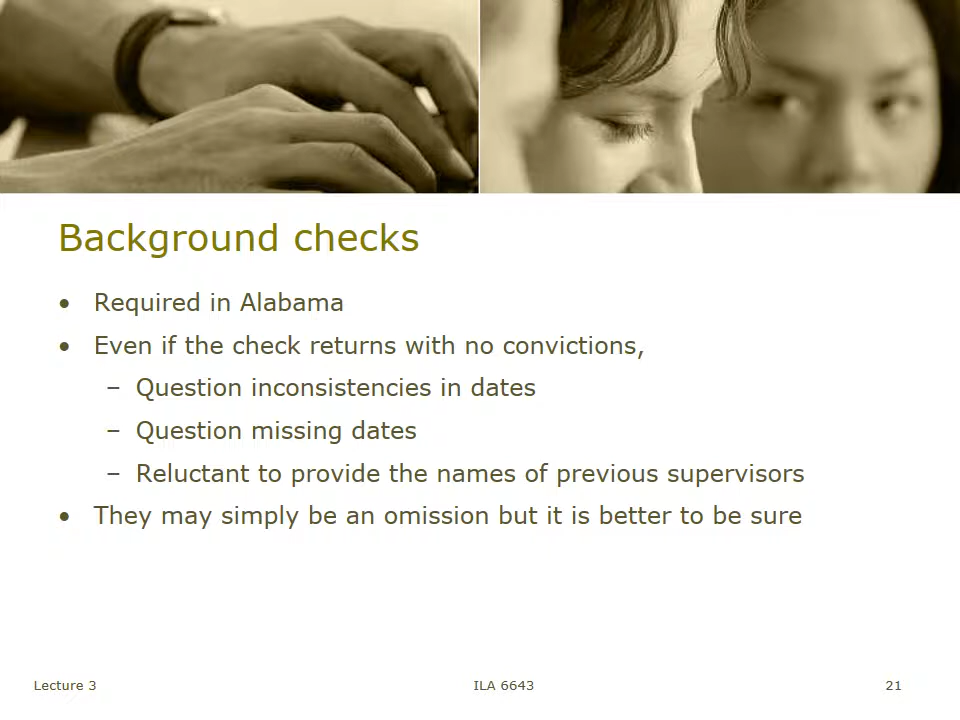 Background checks
• Required in Alabama
• Even if the check returns with no convictions,
– Question inconsistencies in dates
– Question missing dates
– Reluctant to provide the names of previous supervisors
• They may simply be an omission but it is better to be sure
Lecture 3
ILA 6643
21